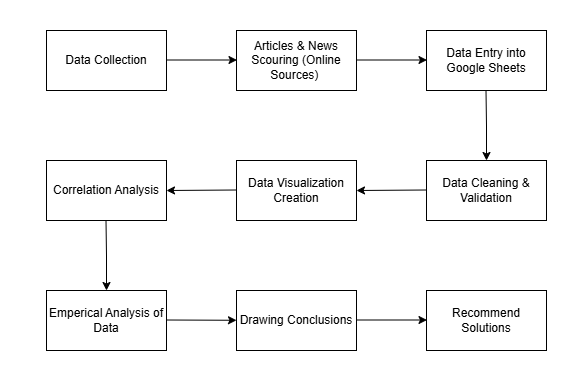 Data Collection
Articles & News
Scouring (Online
Sources)
Data Entry into
Google Sheets
Data Cleaning &
Validation
Data Visualization
Creation
Correlation Analysis
Emperical Analysis of
Data
Drawing Conclusions
Recommend
Solutions